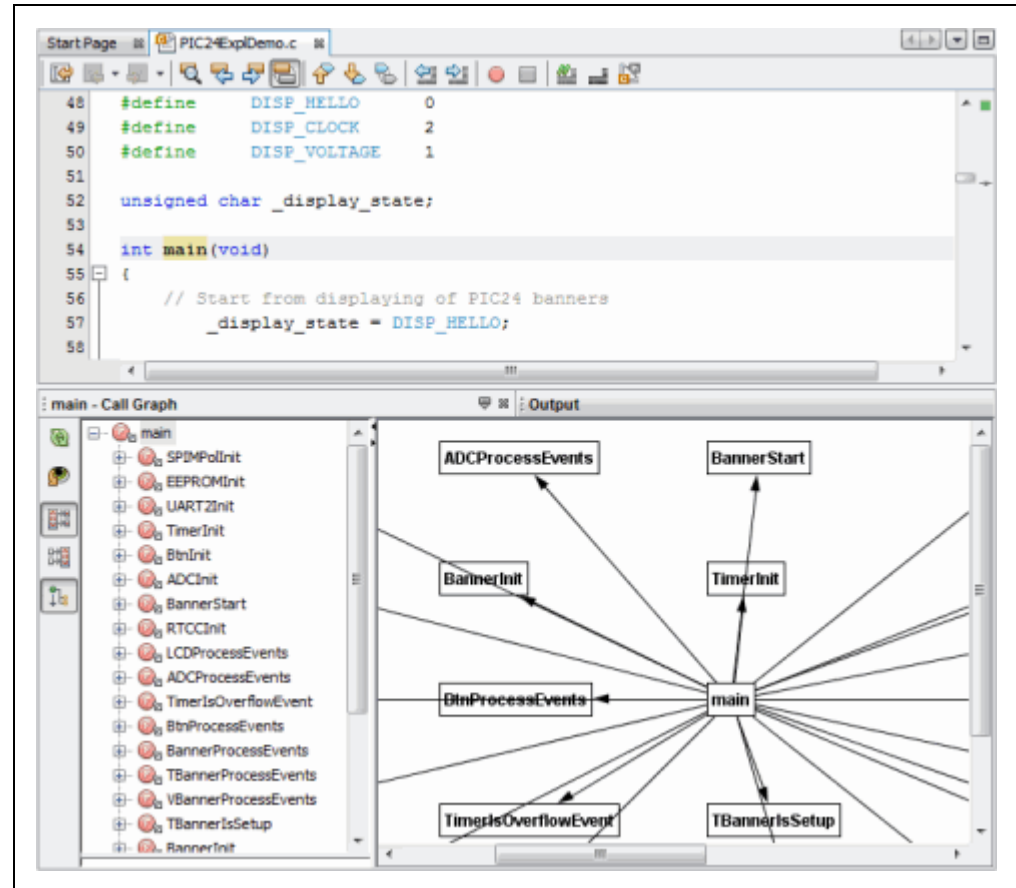 Start Page PIC24ExplDemo.c
48 #define DISP_HELLO 0
49 #define DISP_CLOCK 2
50 #define DISP_VOLTAGE 1
51
52 unsigned char _display_state;
53
54 int main(void)
55 {
56 // Start from displaying of PIC24 banners
57 _display_state = DISP_HELLO;
58
main - Call Graph
Output
main
SPIMPolInit
EEPROMInit
UART2Init
TimerInit
BtnInit
ADCInit
BannerStart
RTCCInit
LCDProcessEvents
ADCProcessEvents
TimerIsOverflowEvent
BtnProcessEvents
BannerProcessEvents
TBannerProcessEvents
VBannerProcessEvents
TBannerIsSetup
BannerInit
ADCProcessEvents BannerStart
BannerInit TimerInit
BtnProcessEvents main
TimerIsOverflowEvent TBannerIsSetup